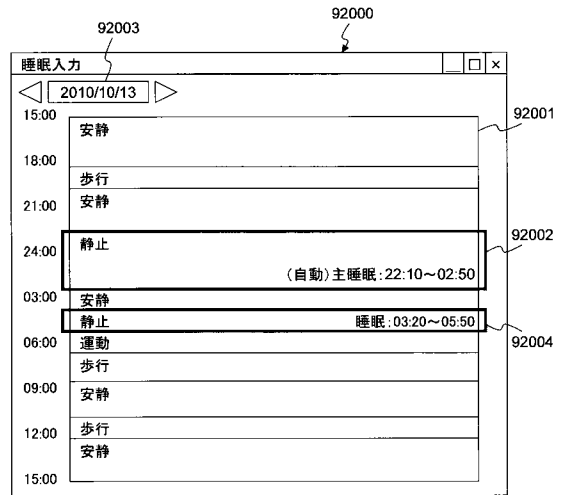 92000
92003
睡眠入力
2010/10/13
92001
15:00
安静
18:00
歩行
21:00
安静
92002
24:00
静止
(自動)主睡眠:22:10～02:50
03:00
安静
静止 睡眠:03:20～05:50
92004
06:00
運動
歩行
09:00
安静
歩行
12:00
安静
15:00